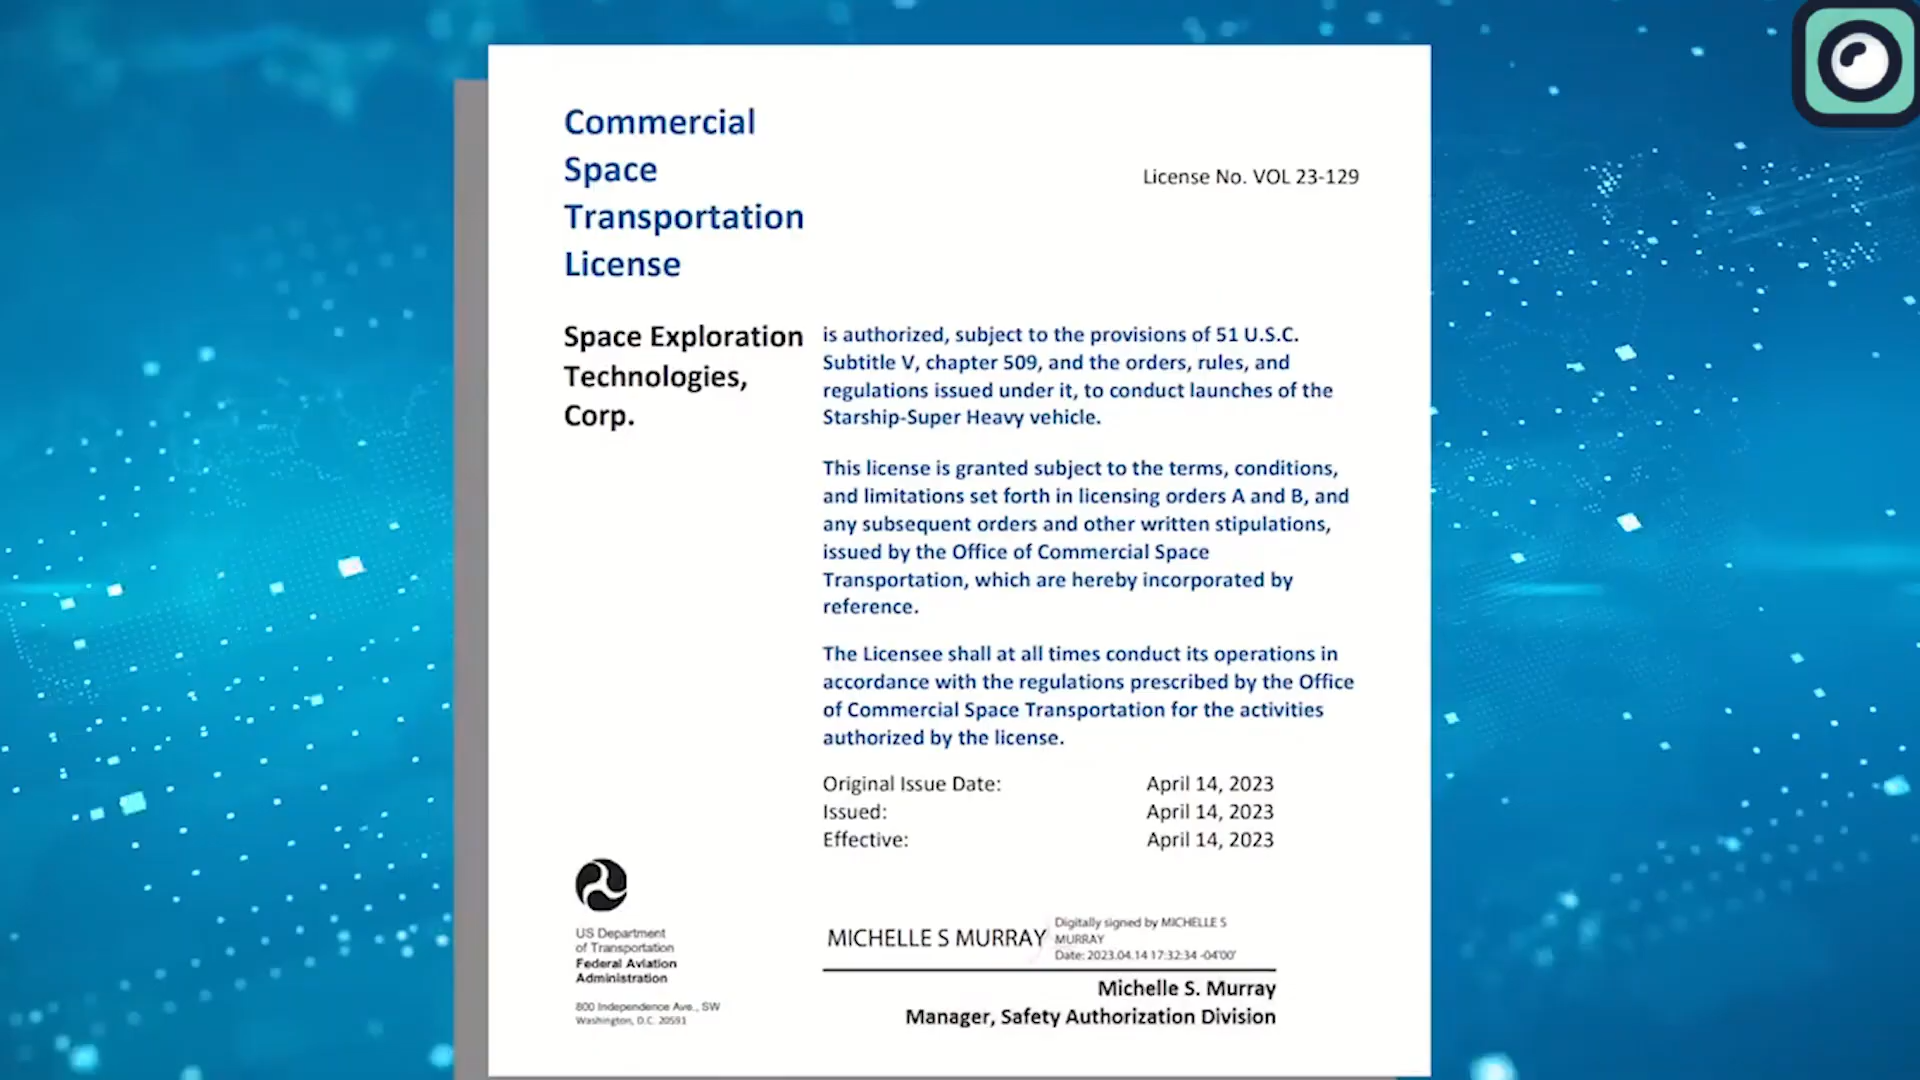 Commercial
Space
Transportation
License
License No. VOL 23-129
Space Exploration
Technologies,
Corp.
is authorized, subject to the provisions of 51 U.S.C.
Subtitle V, chapter 509, and the orders, rules, and
regulations issued under it, to conduct launches of the
Starship-Super Heavy vehicle.
This license is granted subject to the terms, conditions,
and limitations set forth in licensing orders A and B, and
any subsequent orders and other written stipulations,
issued by the Office of Commercial Space
Transportation, which are hereby incorporated by
reference.
The Licensee shall at all times conduct its operations in
accordance with the regulations prescribed by the Office
of Commercial Space Transportation for the activities
authorized by the license.
Original Issue Date: April 14, 2023
Issued: April 14, 2023
Effective: April 14, 2023
US Department
of Transportation
Federal Aviation
Administration
800 Independence Ave., SW
Washington, D.C. 20591
MICHELLE S MURRAY
Digitally signed by MICHELLE S
MURRAY
Date: 2023.04.14 17:32:34 -04'00'
Michelle S. Murray
Manager, Safety Authorization Division